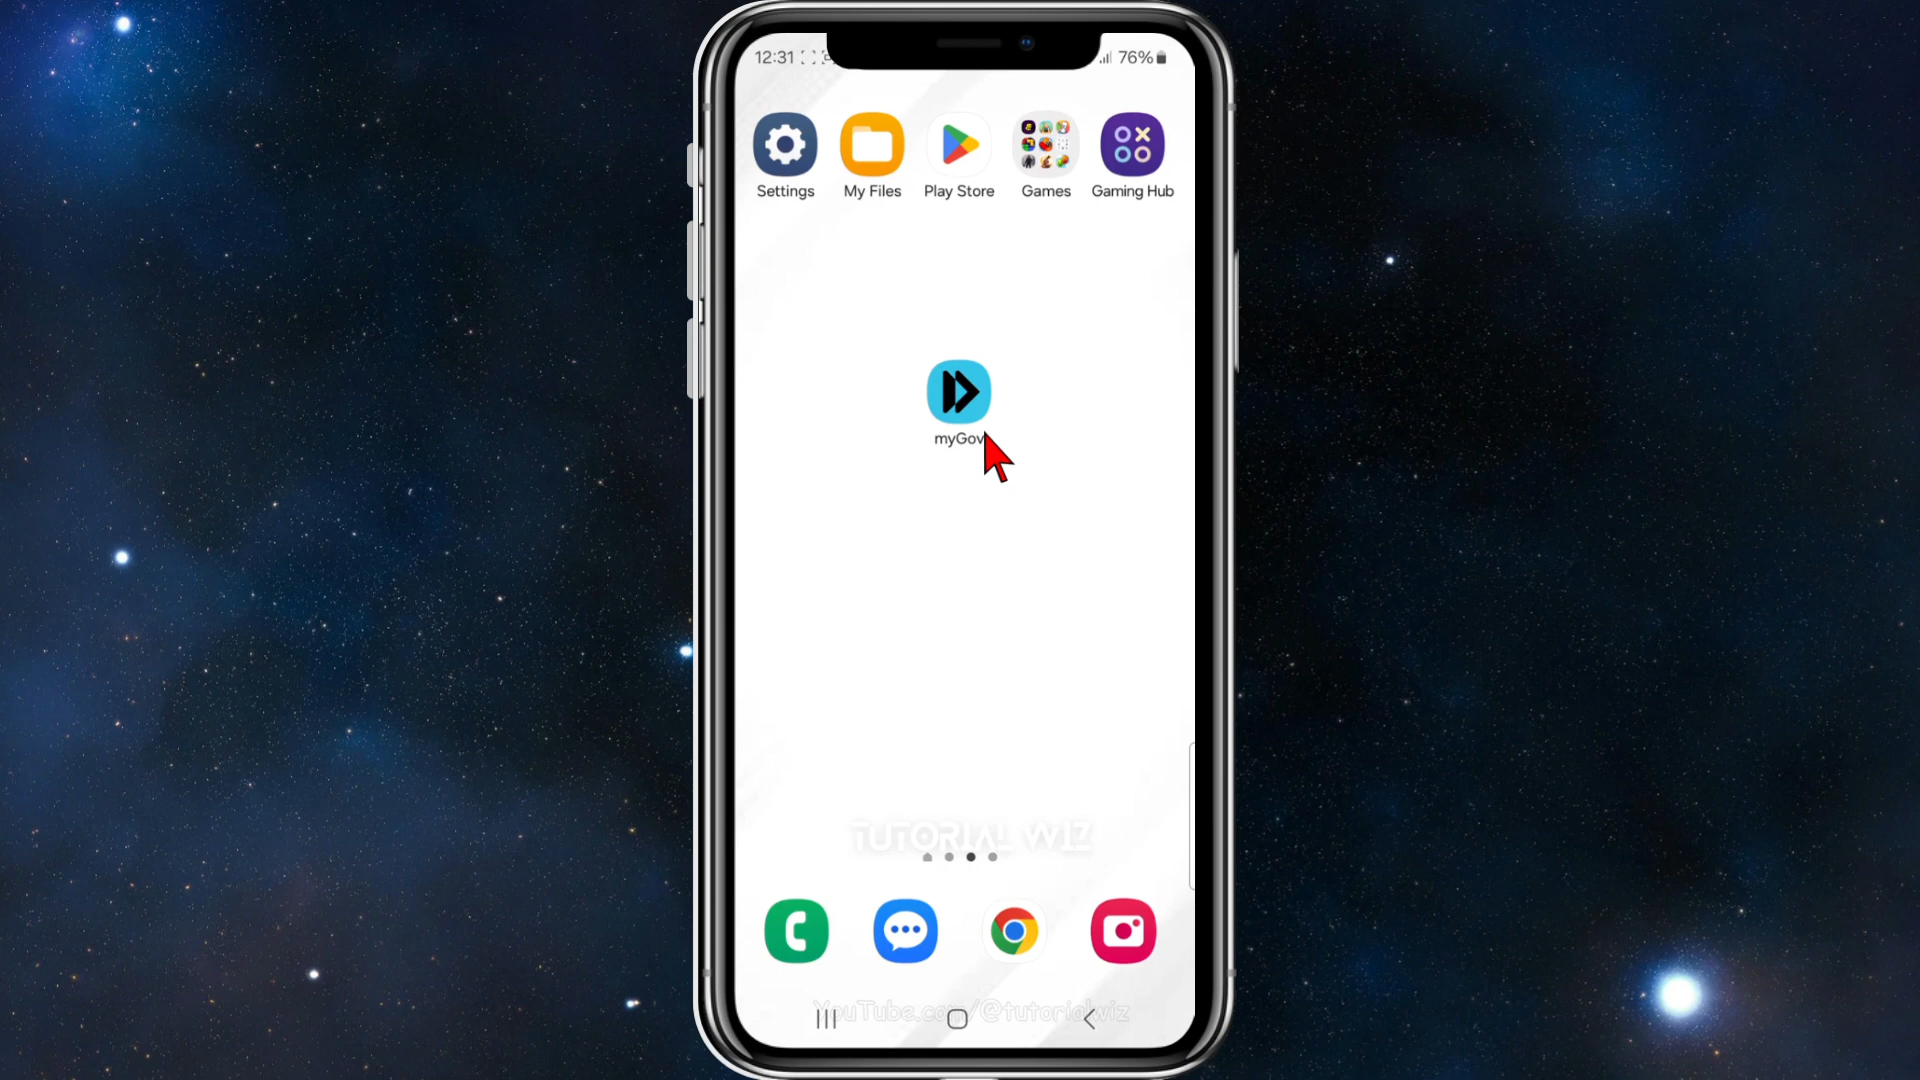 12:31
76%
Settings
My Files
Play Store
Games
Gaming Hub
myGov
TUTORIAL WIZ
YouTube.com/@tutorialwiz